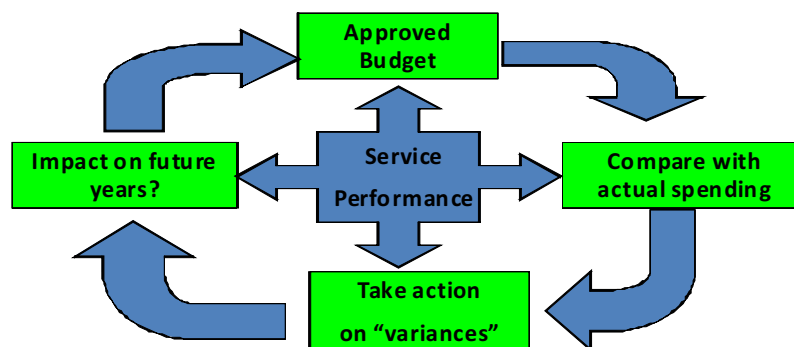 Approved
Budget
Impact on future
years?
Service
Performance
Compare with
actual spending
Take action
on “variances”